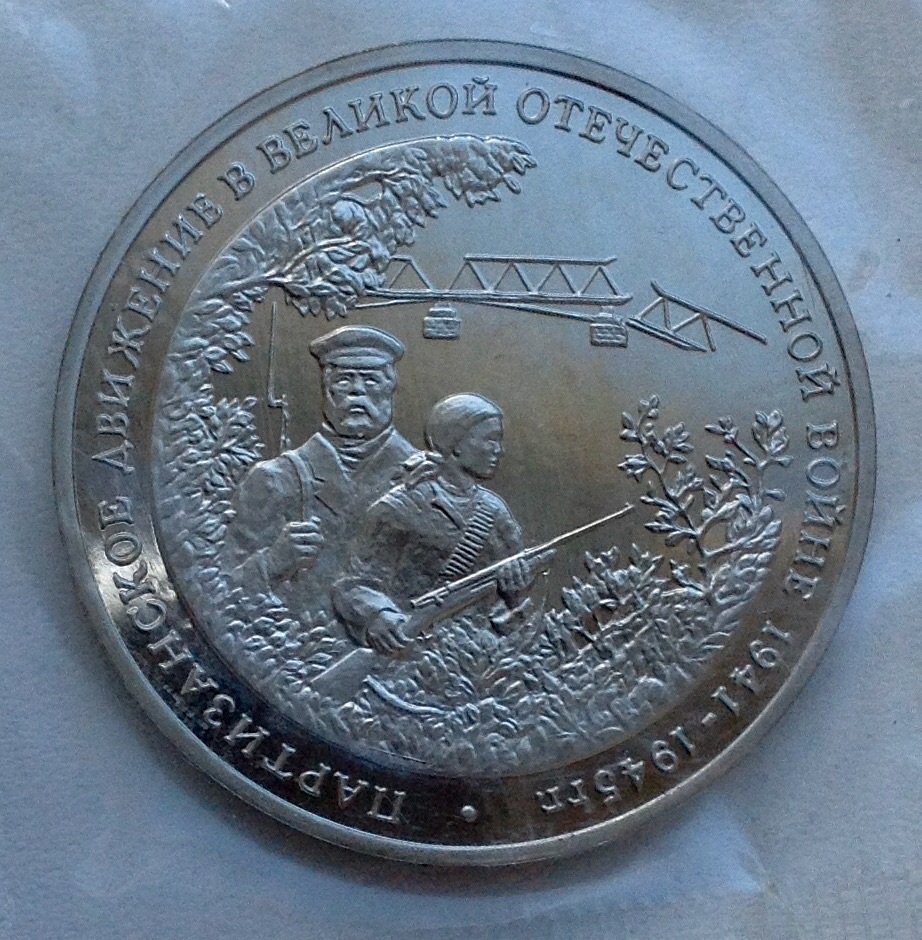 ПАРТИЗАНСКОЕ ДВИЖЕНИЕ В ВЕЛИКОЙ ОТЕЧЕСТВЕННОЙ ВОЙНЕ 1941-1945гг. •